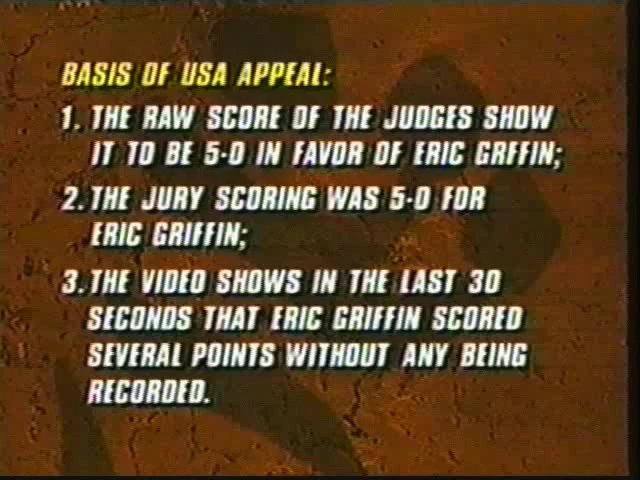 BASIS OF USA APPEAL:
1. THE RAW SCORE OF THE JUDGES SHOW
IT TO BE 5-0 IN FAVOR OF ERIC GRFFIN;
2. THE JURY SCORING WAS 5-0 FOR
ERIC GRIFFIN;
3. THE VIDEO SHOWS IN THE LAST 30
SECONDS THAT ERIC GRIFFIN SCORED
SEVERAL POINTS WITHOUT ANY BEING
RECORDED.